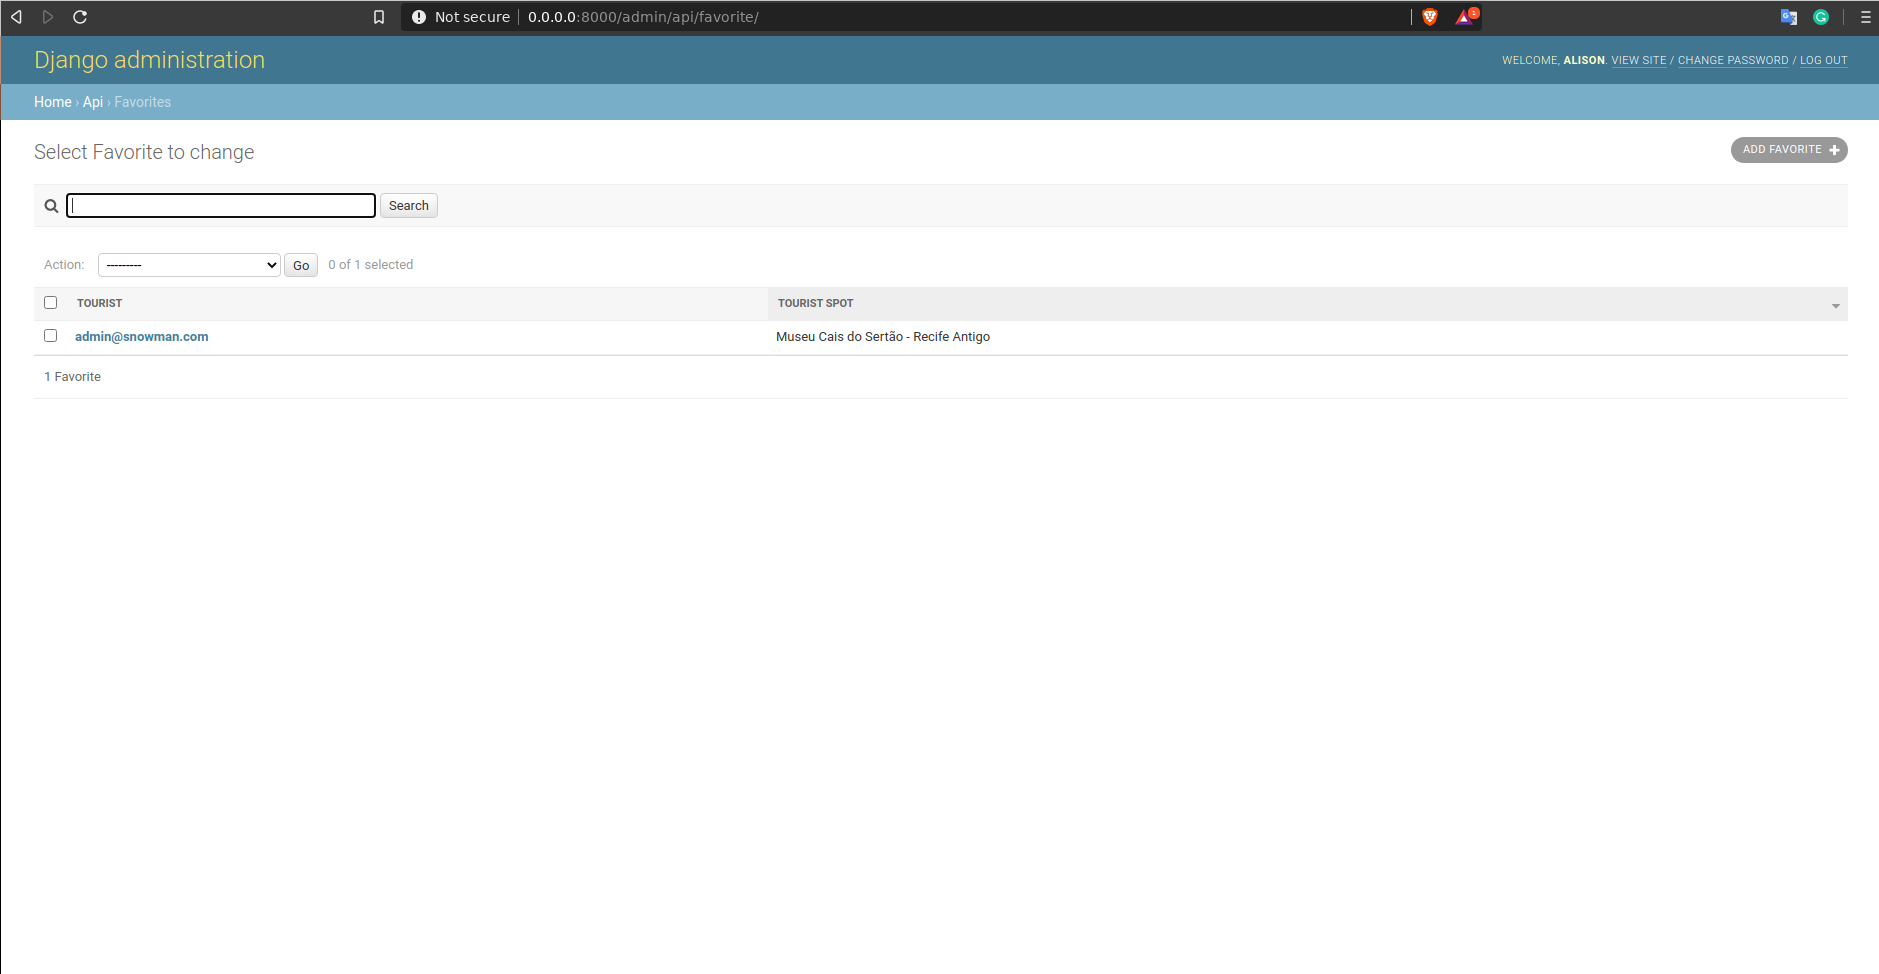 Not secure 0.0.0.0:8000/admin/api/favorite/ 1
Django administration WELCOME, ALISON. VIEW SITE / CHANGE PASSWORD / LOG OUT
Home › Api › Favorites
Select Favorite to change ADD FAVORITE +
Search
Action: --------- Go 0 of 1 selected
TOURIST TOURIST SPOT
admin@snowman.com Museu Cais do Sertão - Recife Antigo
1 Favorite